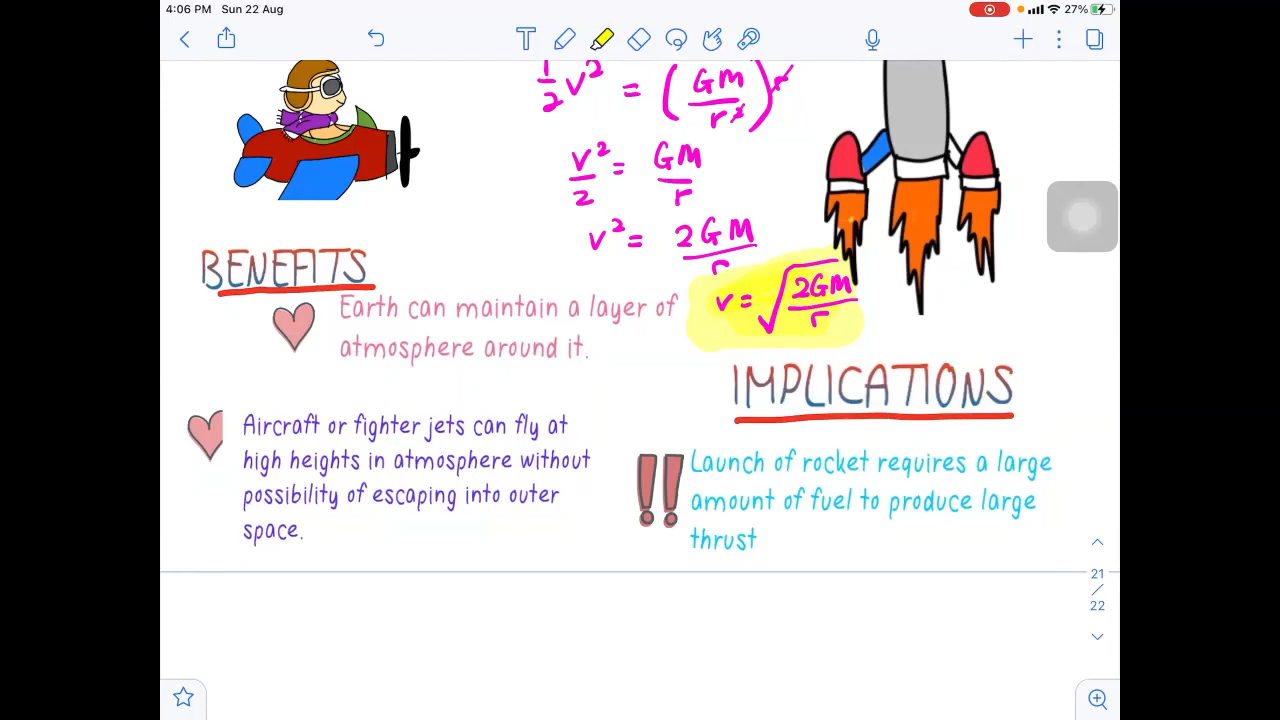 4:06 PM Sun 22 Aug
27%
½v² = (GM/r²)r
v²/2 = GM/r
v² = 2GM/r
v = √(2GM/r)
BENEFITS
Earth can maintain a layer of
atmosphere around it.
Aircraft or fighter jets can fly at
high heights in atmosphere without
possibility of escaping into outer
space.
IMPLICATIONS
!! Launch of rocket requires a large
amount of fuel to produce large
thrust
21
/
22